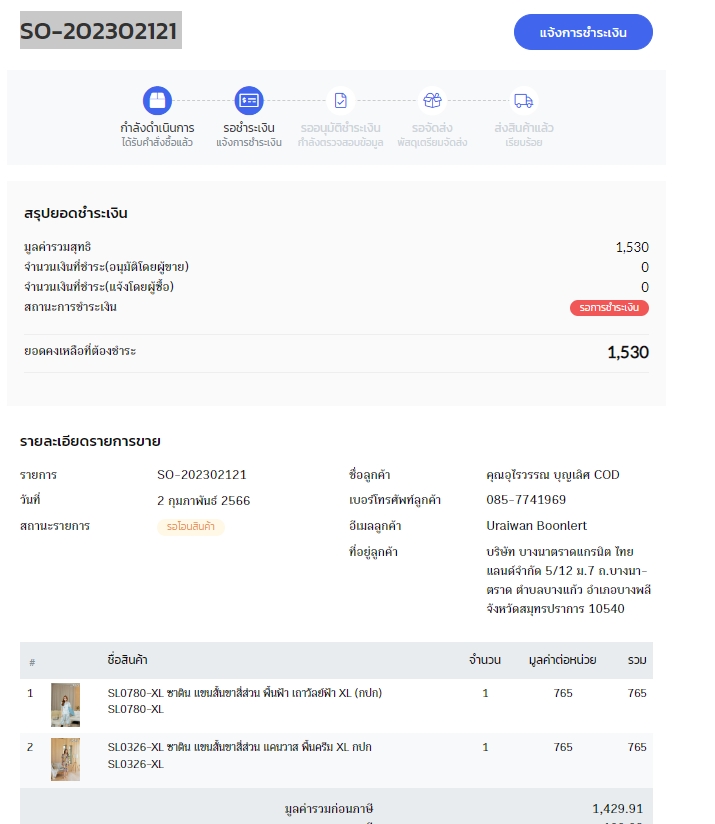 SO-202302121
แจ้งการชำระเงิน
กำลังดำเนินการ
ได้รับคำสั่งซื้อแล้ว
รอชำระเงิน
แจ้งการชำระเงิน
รออนุมัติชำระเงิน
กำลังตรวจสอบข้อมูล
รอจัดส่ง
พัสดุเตรียมจัดส่ง
ส่งสินค้าแล้ว
เรียบร้อย
สรุปยอดชำระเงิน
มูลค่ารวมสุทธิ 1,530
จำนวนเงินที่ชำระ(อนุมัติโดยผู้ขาย) 0
จำนวนเงินที่ชำระ(แจ้งโดยผู้ซื้อ) 0
สถานะการชำระเงิน รอการชำระเงิน
ยอดคงเหลือที่ต้องชำระ 1,530
รายละเอียดรายการขาย
รายการ SO-202302121
วันที่ 2 กุมภาพันธ์ 2566
สถานะรายการ รอโอนสินค้า
ชื่อลูกค้า คุณอุไรวรรณ บุญเลิศ COD
เบอร์โทรศัพท์ลูกค้า 085-7741969
อีเมลลูกค้า Uraiwan Boonlert
ที่อยู่ลูกค้า บริษัท บางนาตราดแกรนิต ไทย
แลนด์จำกัด 5/12 ม.7 ถ.บางนา-
ตราด ตำบลบางแก้ว อำเภอบางพลี
จังหวัดสมุทรปราการ 10540
# ชื่อสินค้า จำนวน มูลค่าต่อหน่วย รวม
1 SL0780-XL ซาติน แขนสั้นขาสี่ส่วน พื้นฟ้า เถาวัลย์ฟ้า XL (กปก) 1 765 765
SL0780-XL
2 SL0326-XL ซาติน แขนสั้นขาสี่ส่วน แคนวาส พื้นครีม XL กปก 1 765 765
SL0326-XL
มูลค่ารวมก่อนภาษี 1,429.91